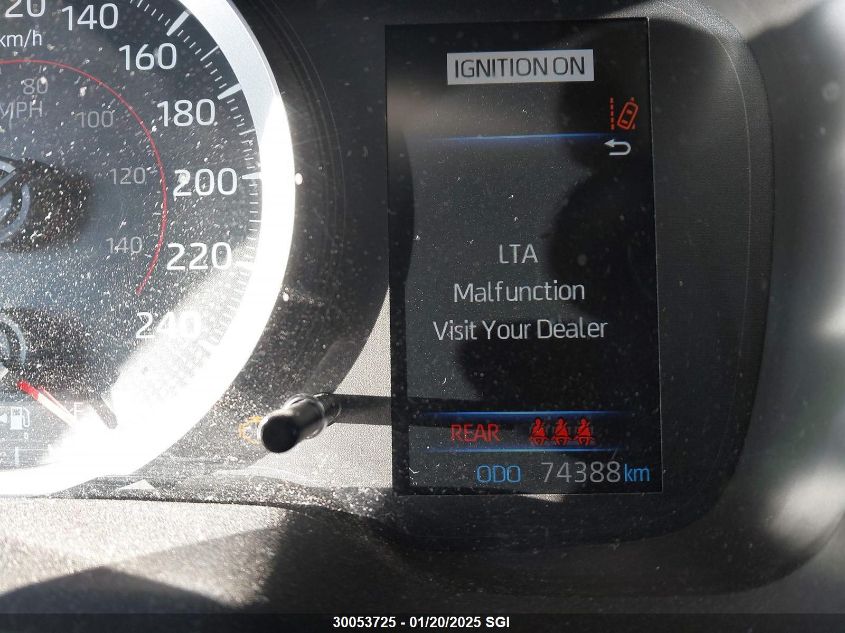 120
140
km/h
160
80
MPH
180
100
120
200
140
220
240
F
IGNITION ON
LTA
Malfunction
Visit Your Dealer
REAR
ODO 74388 km
30053725 - 01/20/2025 SGI